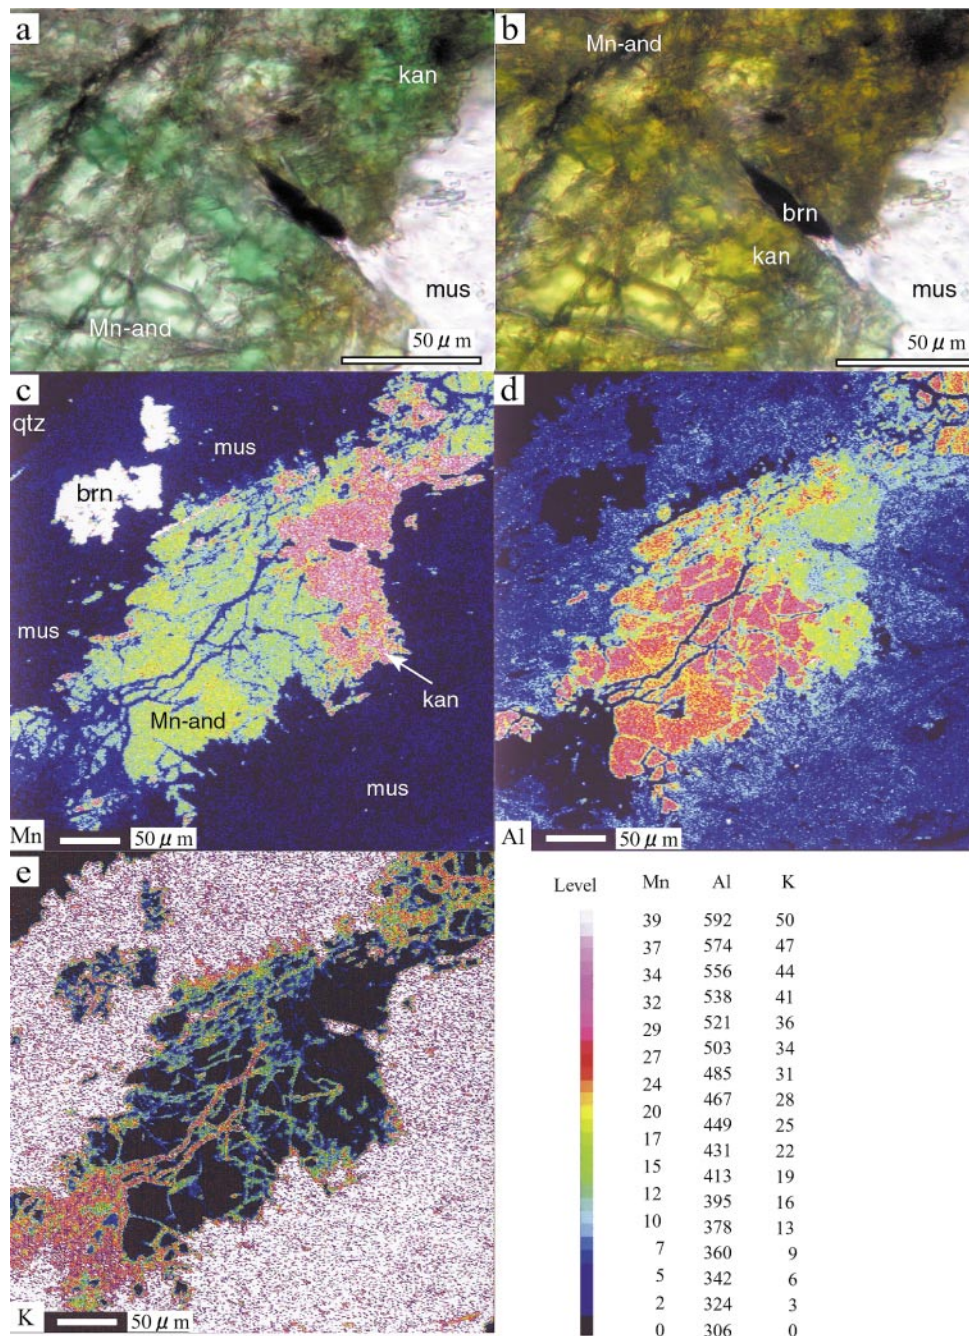 a
kan
Mn-and
mus
50 μ m
b
Mn-and
brn
kan
mus
50 μ m
c
qtz
mus
brn
mus
kan
Mn-and
mus
Mn
50 μ m
d
Al
50 μ m
e
K
50 μ m
Level Mn Al K
39 592 50
37 574 47
34 556 44
32 538 41
29 521 36
27 503 34
24 485 31
20 467 28
17 449 25
15 431 22
12 413 19
10 395 16
7 378 13
5 360 9
2 342 6
0 324 3
306 0